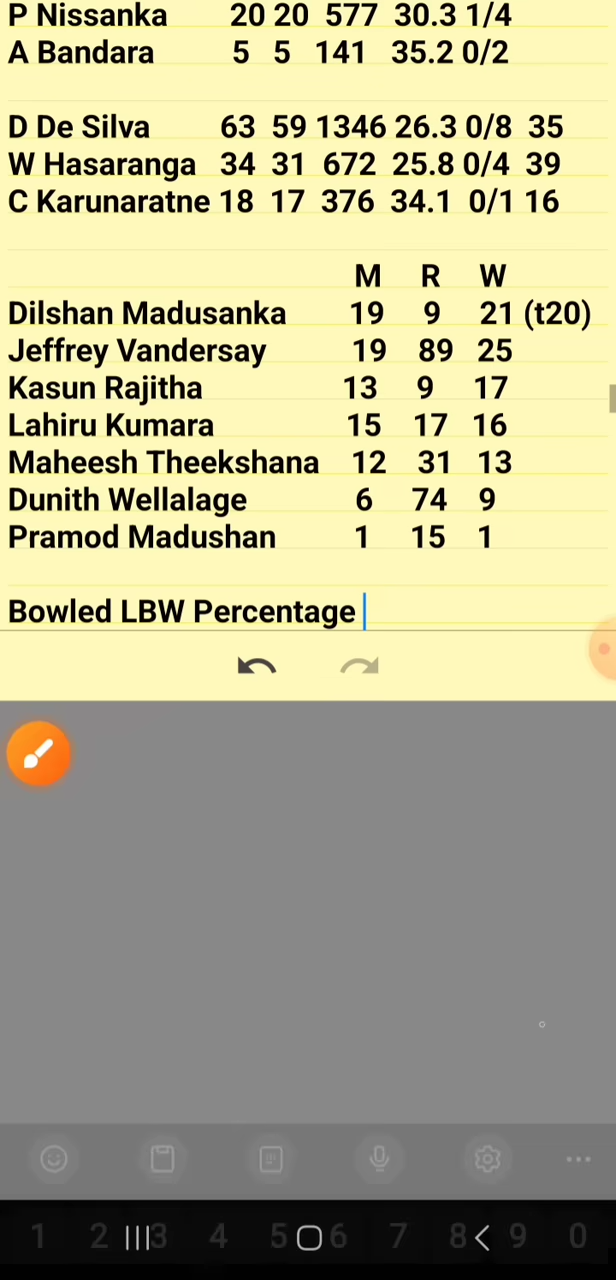 P Nissanka 20 20 577 30.3 1/4
A Bandara 5 5 141 35.2 0/2
D De Silva 63 59 1346 26.3 0/8 35
W Hasaranga 34 31 672 25.8 0/4 39
C Karunaratne 18 17 376 34.1 0/1 16
M R W
Dilshan Madusanka 19 9 21 (t20)
Jeffrey Vandersay 19 89 25
Kasun Rajitha 13 9 17
Lahiru Kumara 15 17 16
Maheesh Theekshana 12 31 13
Dunith Wellalage 6 74 9
Pramod Madushan 1 15 1
Bowled LBW Percentage
1 2 3 4 5 6 7 8 9 0